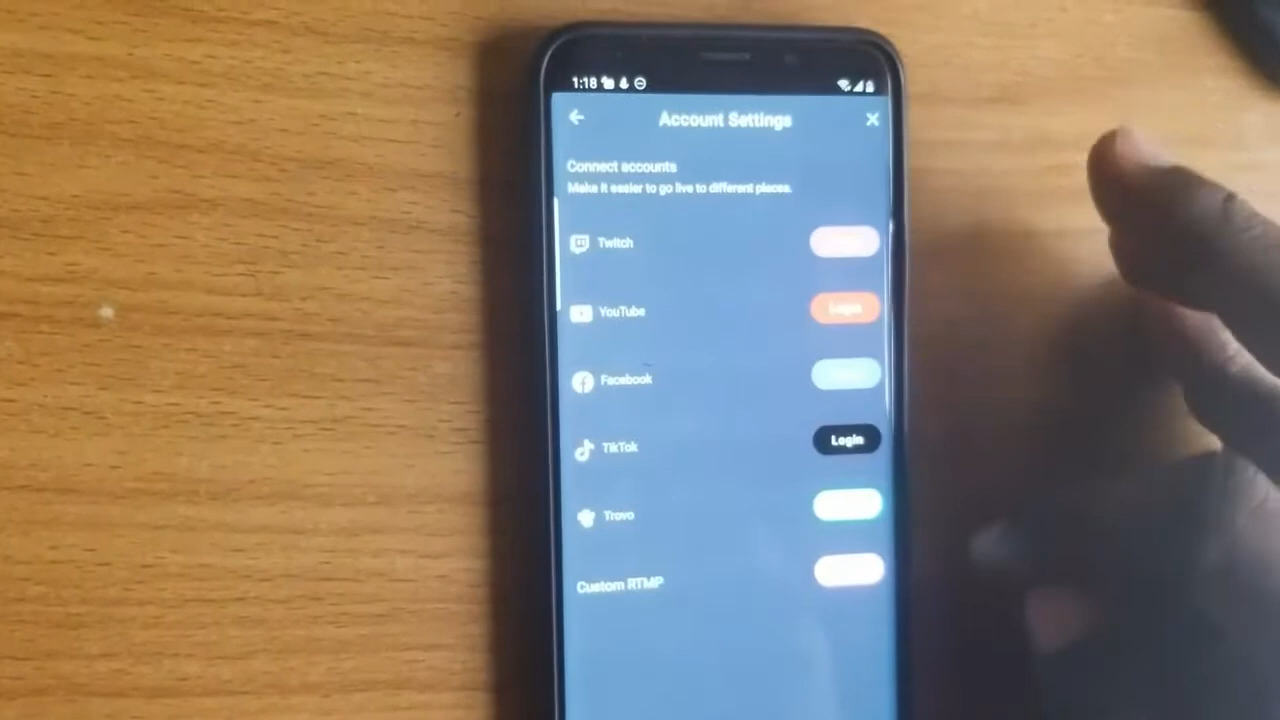 1:18
Account Settings
Connect accounts
Make it easier to go live to different places.
Twitch
YouTube
Login
Facebook
TikTok
Login
Trovo
Custom RTMP